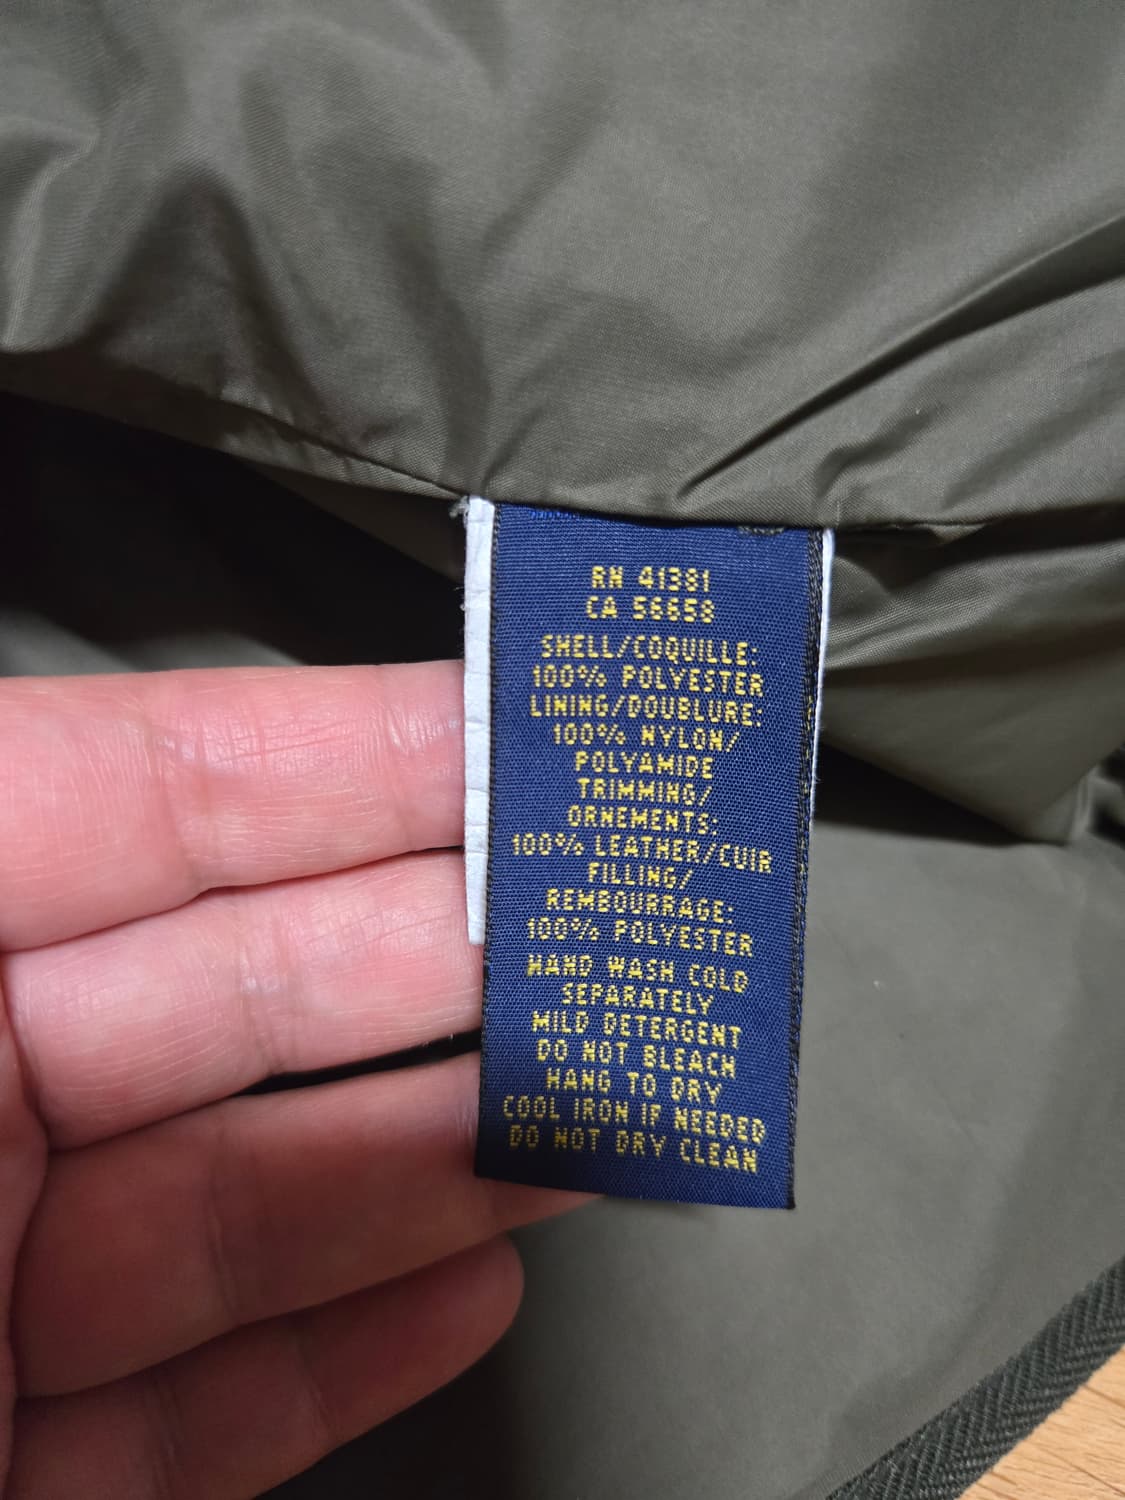 RN 41381
CA 56658
SHELL/COQUILLE:
100% POLYESTER
LINING/DOUBLURE:
100% NYLON/
POLYAMIDE
TRIMMING/
ORNEMENTS:
100% LEATHER/CUIR
FILLING/
REMBOURRAGE:
100% POLYESTER
HAND WASH COLD
SEPARATELY
MILD DETERGENT
DO NOT BLEACH
HANG TO DRY
COOL IRON IF NEEDED
DO NOT DRY CLEAN